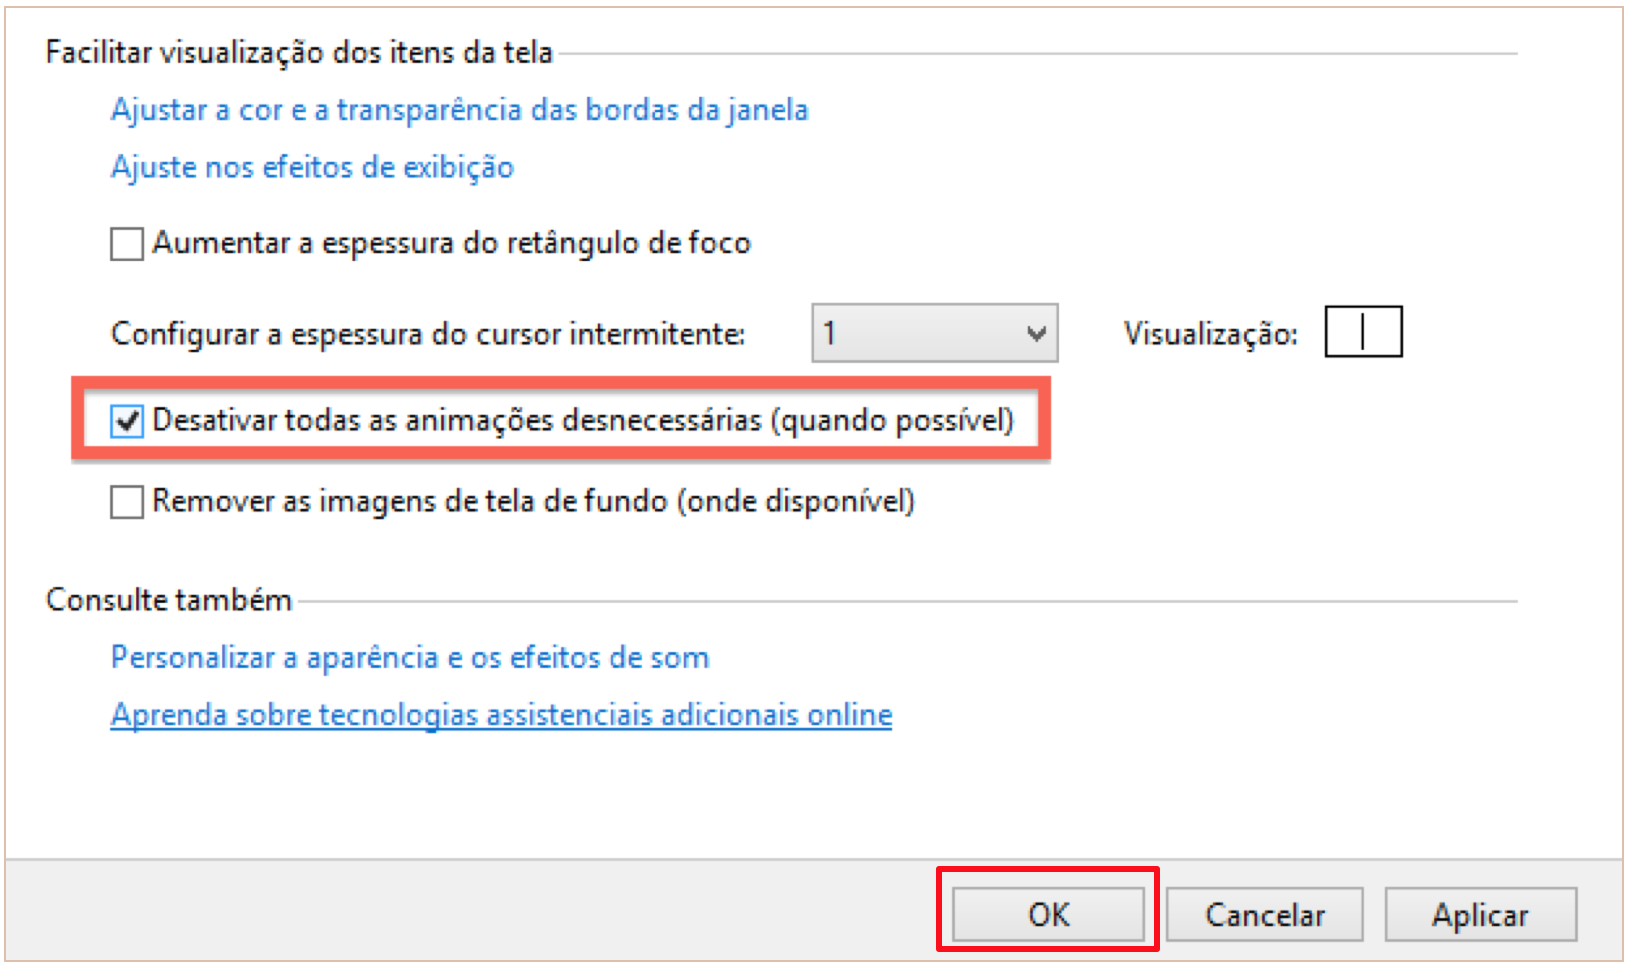 Facilitar visualização dos itens da tela
Ajustar a cor e a transparência das bordas da janela
Ajuste nos efeitos de exibição
Aumentar a espessura do retângulo de foco
Configurar a espessura do cursor intermitente: 1 Visualização:
Desativar todas as animações desnecessárias (quando possível)
Remover as imagens de tela de fundo (onde disponível)
Consulte também
Personalizar a aparência e os efeitos de som
Aprenda sobre tecnologias assistenciais adicionais online
OK Cancelar Aplicar